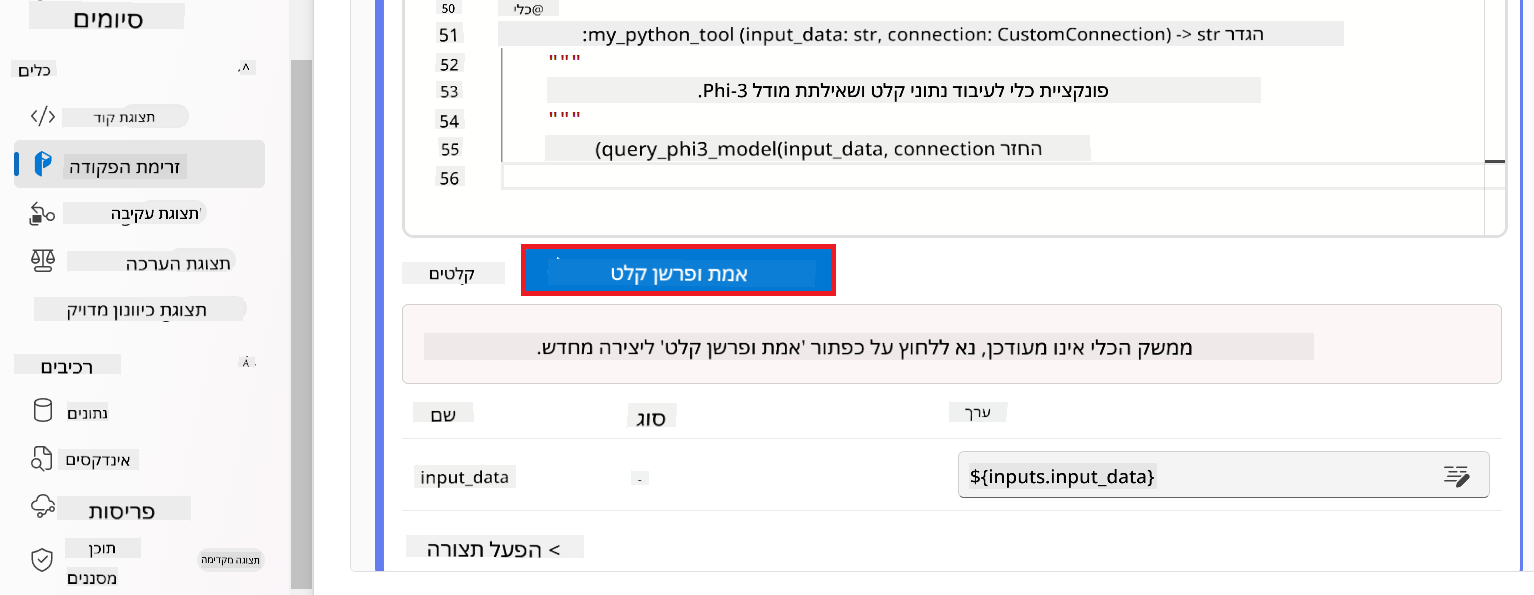 סיומים
כלים
תצוגת קוד
זרימת הפקודה
תצוגת עקיבה'
תצוגת הערכה
תצוגת כיוונון מדויק
רכיבים
נתונים
אינדקסים
פריסות
תוכן
מסננים
תצוגה מקדימה
50 @כלי
51 הגדר my_python_tool (input_data: str, connection: CustomConnection) -> str:
52 """
53 פונקציית כלי לעיבוד נתוני קלט ושאילתת מודל Phi-3.
54 """
55 החזר query_phi3_model(input_data, connection)
56
קלטים
אמת ופרשן קלט
ממשק הכלי אינו מעודכן, נא ללחוץ על כפתור 'אמת ופרשן קלט' ליצירה מחדש.
שם סוג ערך
input_data - ${inputs.input_data}
> הפעל תצורה